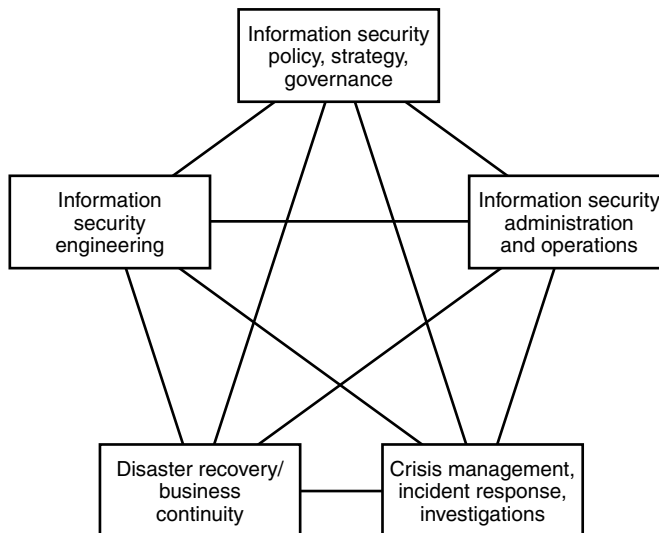 Information security
policy, strategy,
governance
Information
security
engineering
Information security
administration
and operations
Disaster recovery/
business
continuity
Crisis management,
incident response,
investigations